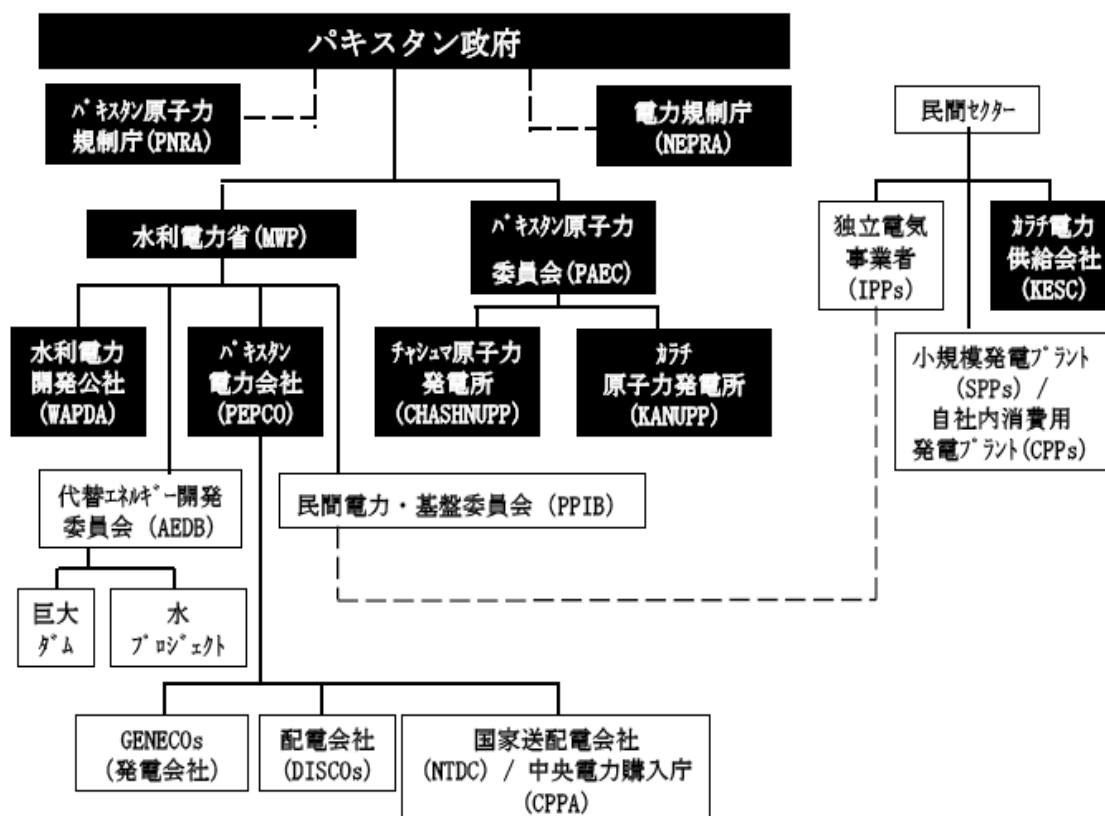 パキスタン政府
パキスタン原子力
規制庁(PNRA)
電力規制庁
(NEPRA)
民間セクター
水利電力省(MWP)
パキスタン原子力
委員会(PAEC)
独立電気
事業者
(IPPs)
カラチ電力
供給会社
(KESC)
水利電力
開発公社
(WAPDA)
パキスタン
電力会社
(PEPCO)
チャシュマ原子力
発電所
(CHASHNUPP)
カラチ
原子力発電所
(KANUPP)
小規模発電プラント
(SPPs) /
自社内消費用
発電プラント(CPPs)
代替エネルギー開発
委員会 (AEDB)
民間電力・基盤委員会 (PPIB)
巨大
ダム
水
プロジェクト
GENECOs
(発電会社)
配電会社
(DISCOs)
国家送配電会社
(NTDC) / 中央電力購入庁
(CPPA)